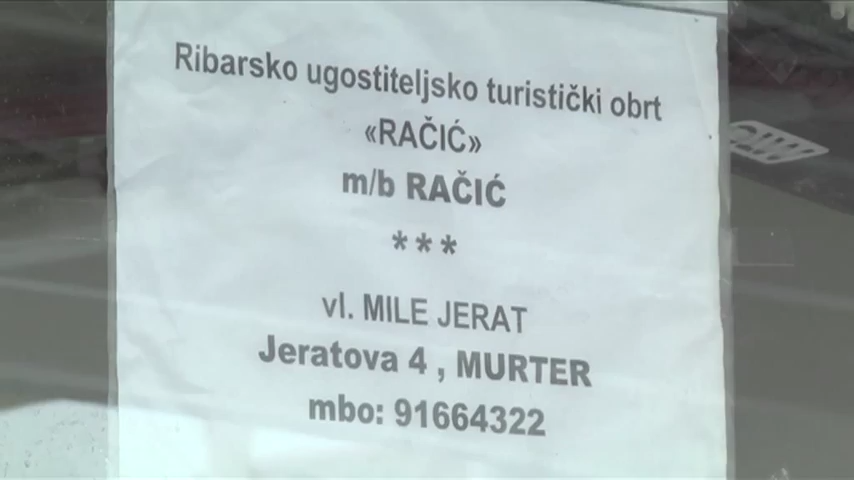 Ribarsko ugostiteljsko turistički obrt
«RAČIĆ»
m/b RAČIĆ
***
vl. MILE JERAT
Jeratova 4 , MURTER
mbo: 91664322